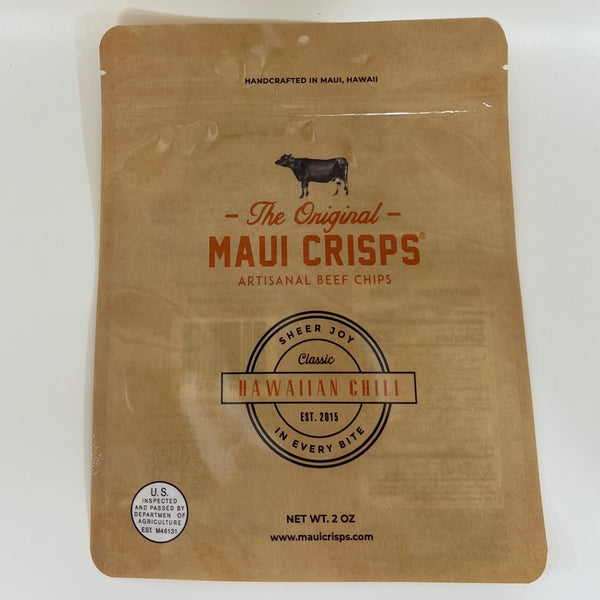 HANDCRAFTED IN MAUI, HAWAII
– The Original –
MAUI CRISPS®
ARTISANAL BEEF CHIPS
SHEER JOY
Classic
HAWAIIAN CHILI
EST. 2015
IN EVERY BITE
U.S.
INSPECTED
AND PASSED BY
DEPARTMEN OF
AGRICULTURE
EST M46131
NET WT. 2 OZ
www.mauicrisps.com